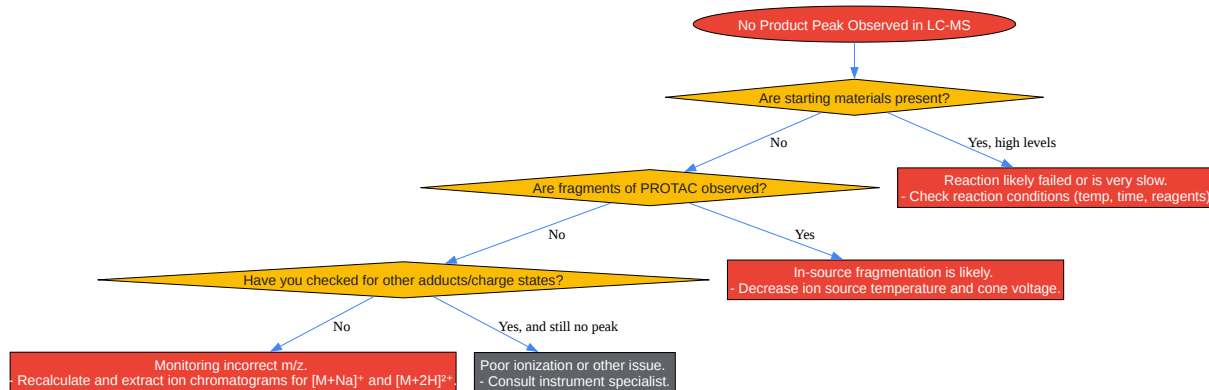 No Product Peak Observed in LC-MS
Are starting materials present?
No
Yes, high levels
Are fragments of PROTAC observed?
Reaction likely failed or is very slow.
- Check reaction conditions (temp, time, reagents)
No
Yes
Have you checked for other adducts/charge states?
In-source fragmentation is likely.
- Decrease ion source temperature and cone voltage.
No
Yes, and still no peak
Monitoring incorrect m/z.
- Recalculate and extract ion chromatograms for [M+Na]⁺ and [M+2H]²⁺.
Poor ionization or other issue.
- Consult instrument specialist.